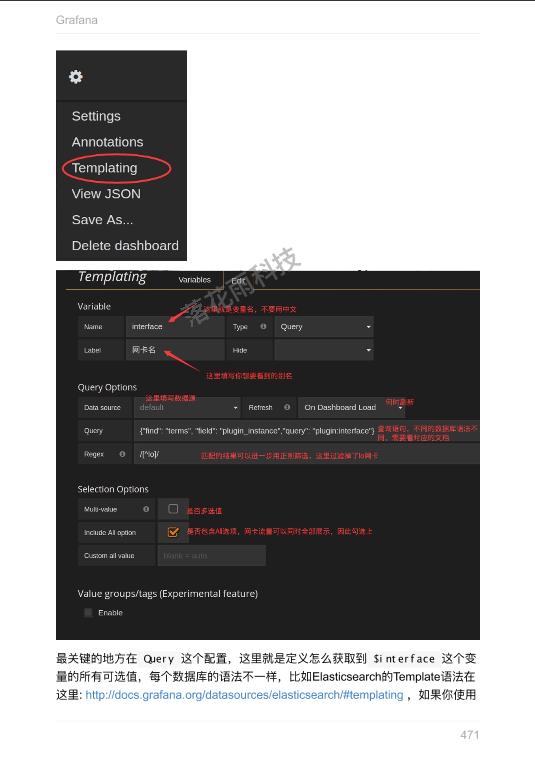 Grafana
Settings
Annotations
Templating
View JSON
Save As...
Delete dashboard
落花雨科技
Templating Variables Edit
Variable
这里就是变量名，不要用中文
Name interface Type Query
Label 网卡名 Hide
这里填写你想要看到的别名
Query Options
这里填写数据源
何时更新
Data source default Refresh On Dashboard Load
Query {"find": "terms", "field": "plugin_instance","query": "plugin:interface"} 查询语句，不同的数据库语法不
同，需要看对应的文档
Regex /[^lo]/ 匹配的结果可以进一步用正则筛选，这里过滤掉了lo网卡
Selection Options
Multi-value 是否多选值
Include All option 是否包含All选项，网卡流量可以同时全部展示，因此勾选上
Custom all value blank = auto
Value groups/tags (Experimental feature)
Enable
最关键的地方在 Query 这个配置，这里就是定义怎么获取到 $interface 这个变
量的所有可选值，每个数据库的语法不一样，比如Elasticsearch的Template语法在
这里: http://docs.grafana.org/datasources/elasticsearch/#templating ，如果你使用
471